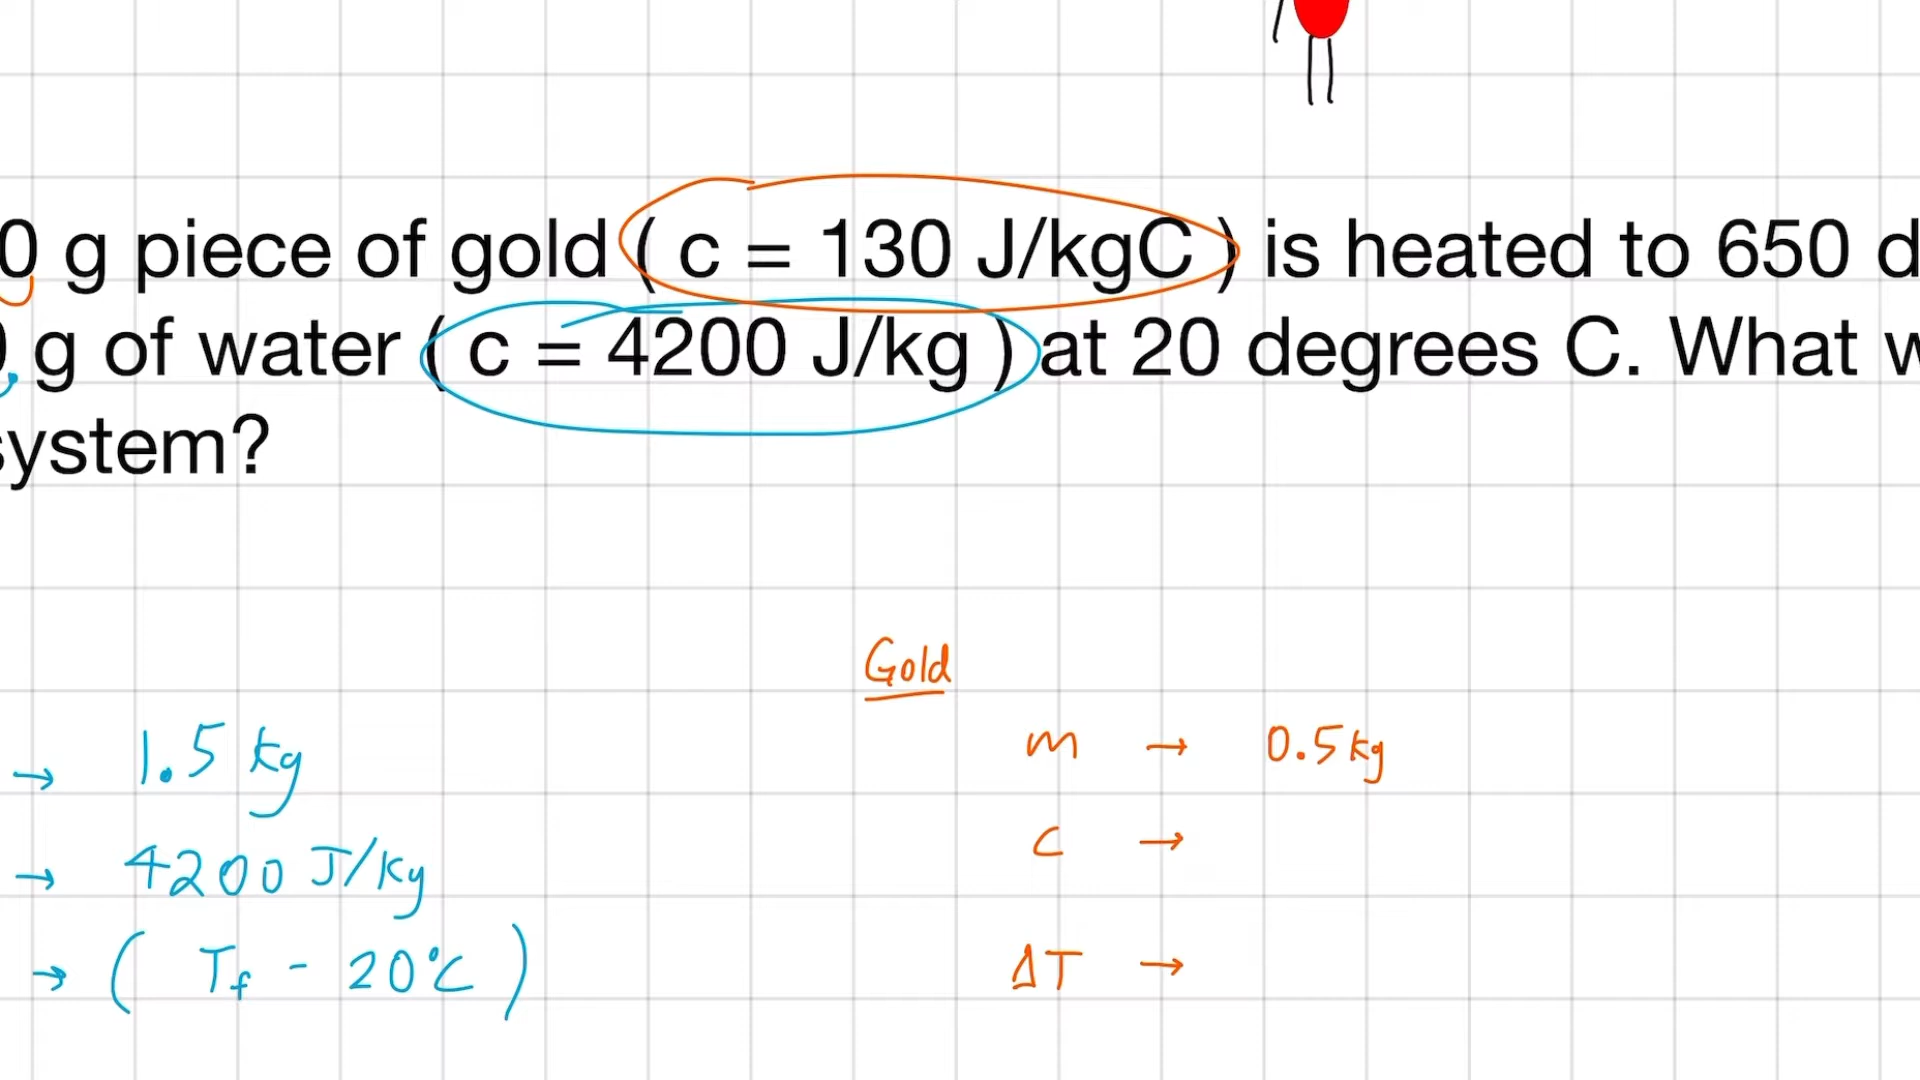 0 g piece of gold ( c = 130 J/kgC ) is heated to 650 d
g of water ( c = 4200 J/kg ) at 20 degrees C. What w
system?
Gold
→ 1.5 kg
m → 0.5 kg
→ 4200 J/kg
c →
→ ( Tf - 20°C )
ΔT →